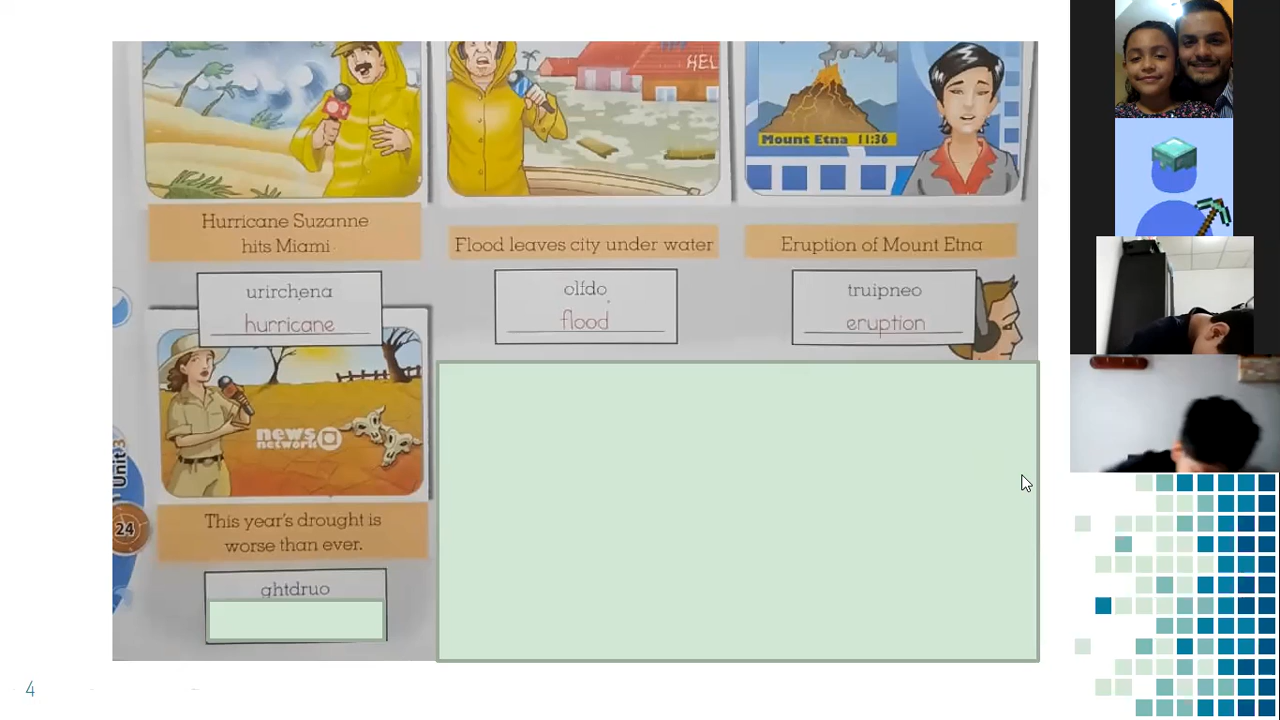 HEL
Mount Etna 11:36
Hurricane Suzanne
hits Miami
Flood leaves city under water
Eruption of Mount Etna
urirchena
hurricane
olfdo
flood
truipneo
eruption
news
network
Unit 3
24
This year's drought is
worse than ever.
ghtdruo
4